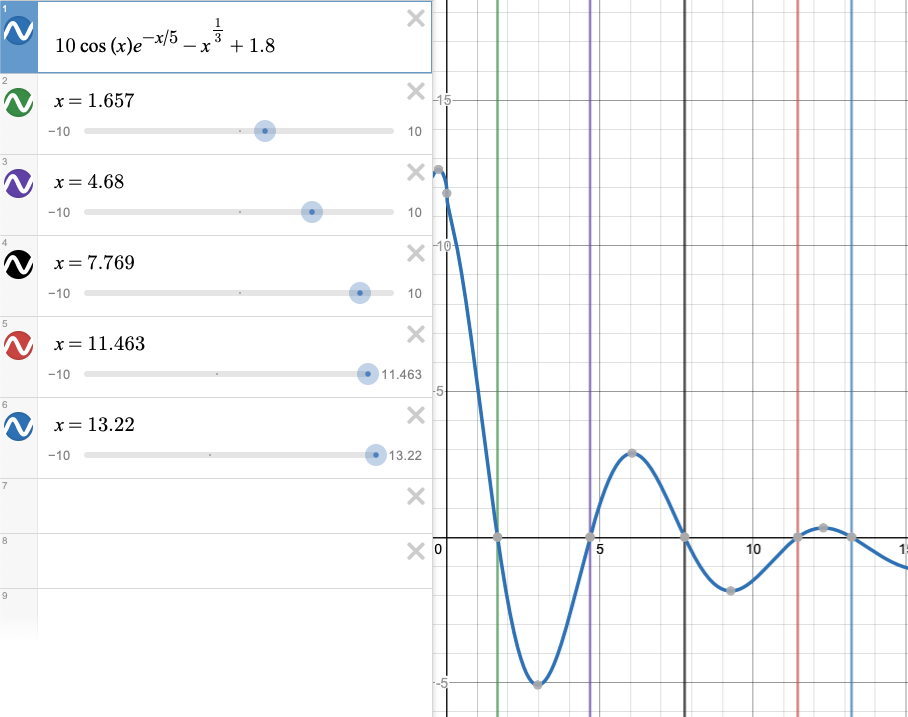 1
10 cos (x)e^{−x/5} − x^{1/3} + 1.8
2
x = 1.657
−10 10
3
x = 4.68
−10 10
4
x = 7.769
−10 10
5
x = 11.463
−10 11.463
6
x = 13.22
−10 13.22
7
8
9
-15
-10
-5
0 5 10 15
-5